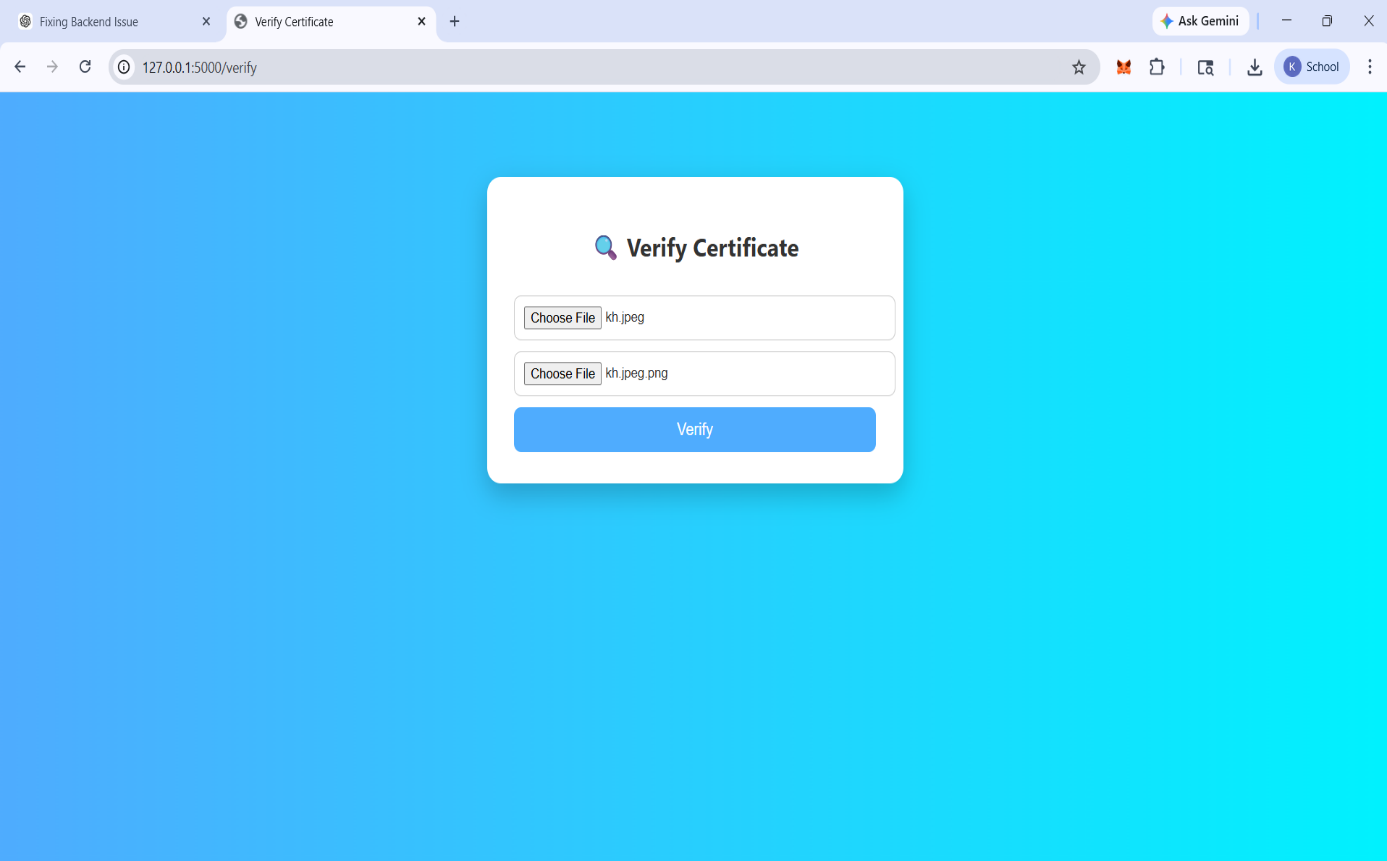 Fixing Backend Issue
Verify Certificate
Ask Gemini
127.0.0.1:5000/verify
K School
🔍 Verify Certificate
Choose File kh.jpeg
Choose File kh.jpeg.png
Verify